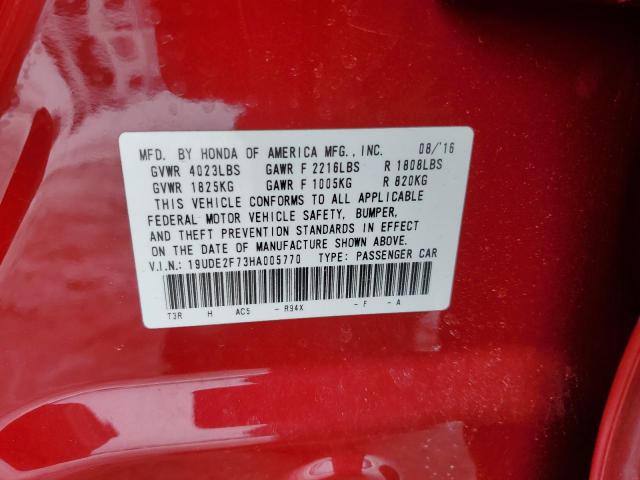 MFD. BY HONDA OF AMERICA MFG., INC. 08/'16
GVWR 4023LBS GAWR F 2216LBS R 1808LBS
GVWR 1825KG GAWR F 1005KG R 820KG
THIS VEHICLE CONFORMS TO ALL APPLICABLE
FEDERAL MOTOR VEHICLE SAFETY, BUMPER,
AND THEFT PREVENTION STANDARDS IN EFFECT
ON THE DATE OF MANUFACTURE SHOWN ABOVE.
V.I.N.: 19UDE2F73HA005770 TYPE: PASSENGER CAR
T3R H AC5 - R94X - F - A